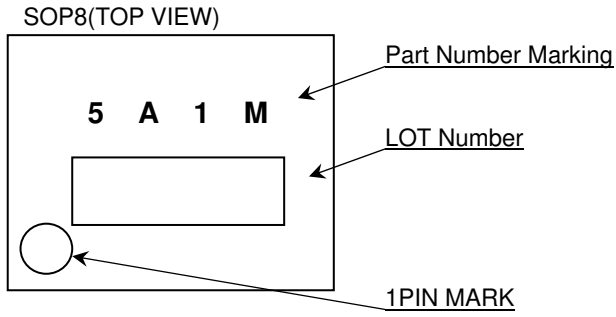 SOP8(TOP VIEW)
Part Number Marking
5 A 1 M
LOT Number
1PIN MARK